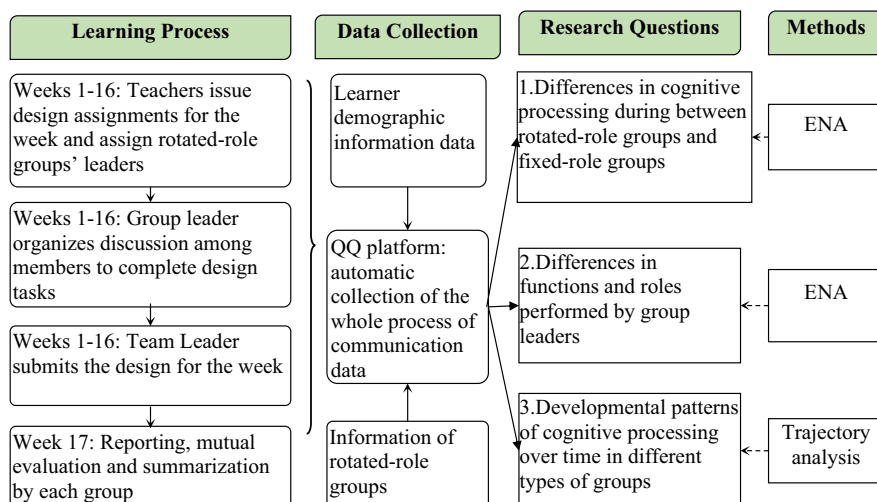 Learning Process
Weeks 1-16: Teachers issue
design assignments for the
week and assign rotated-role
groups' leaders
Weeks 1-16: Group leader
organizes discussion among
members to complete design
tasks
Weeks 1-16: Team Leader
submits the design for the week
Week 17: Reporting, mutual
evaluation and summarization
by each group
Data Collection
Learner
demographic
information data
QQ platform:
automatic
collection of the
whole process of
communication
data
Information of
rotated-role
groups
Research Questions
1.Differences in cognitive
processing during between
rotated-role groups and
fixed-role groups
2.Differences in
functions and roles
performed by group
leaders
3.Developmental patterns
of cognitive processing
over time in different
types of groups
Methods
ENA
ENA
Trajectory
analysis